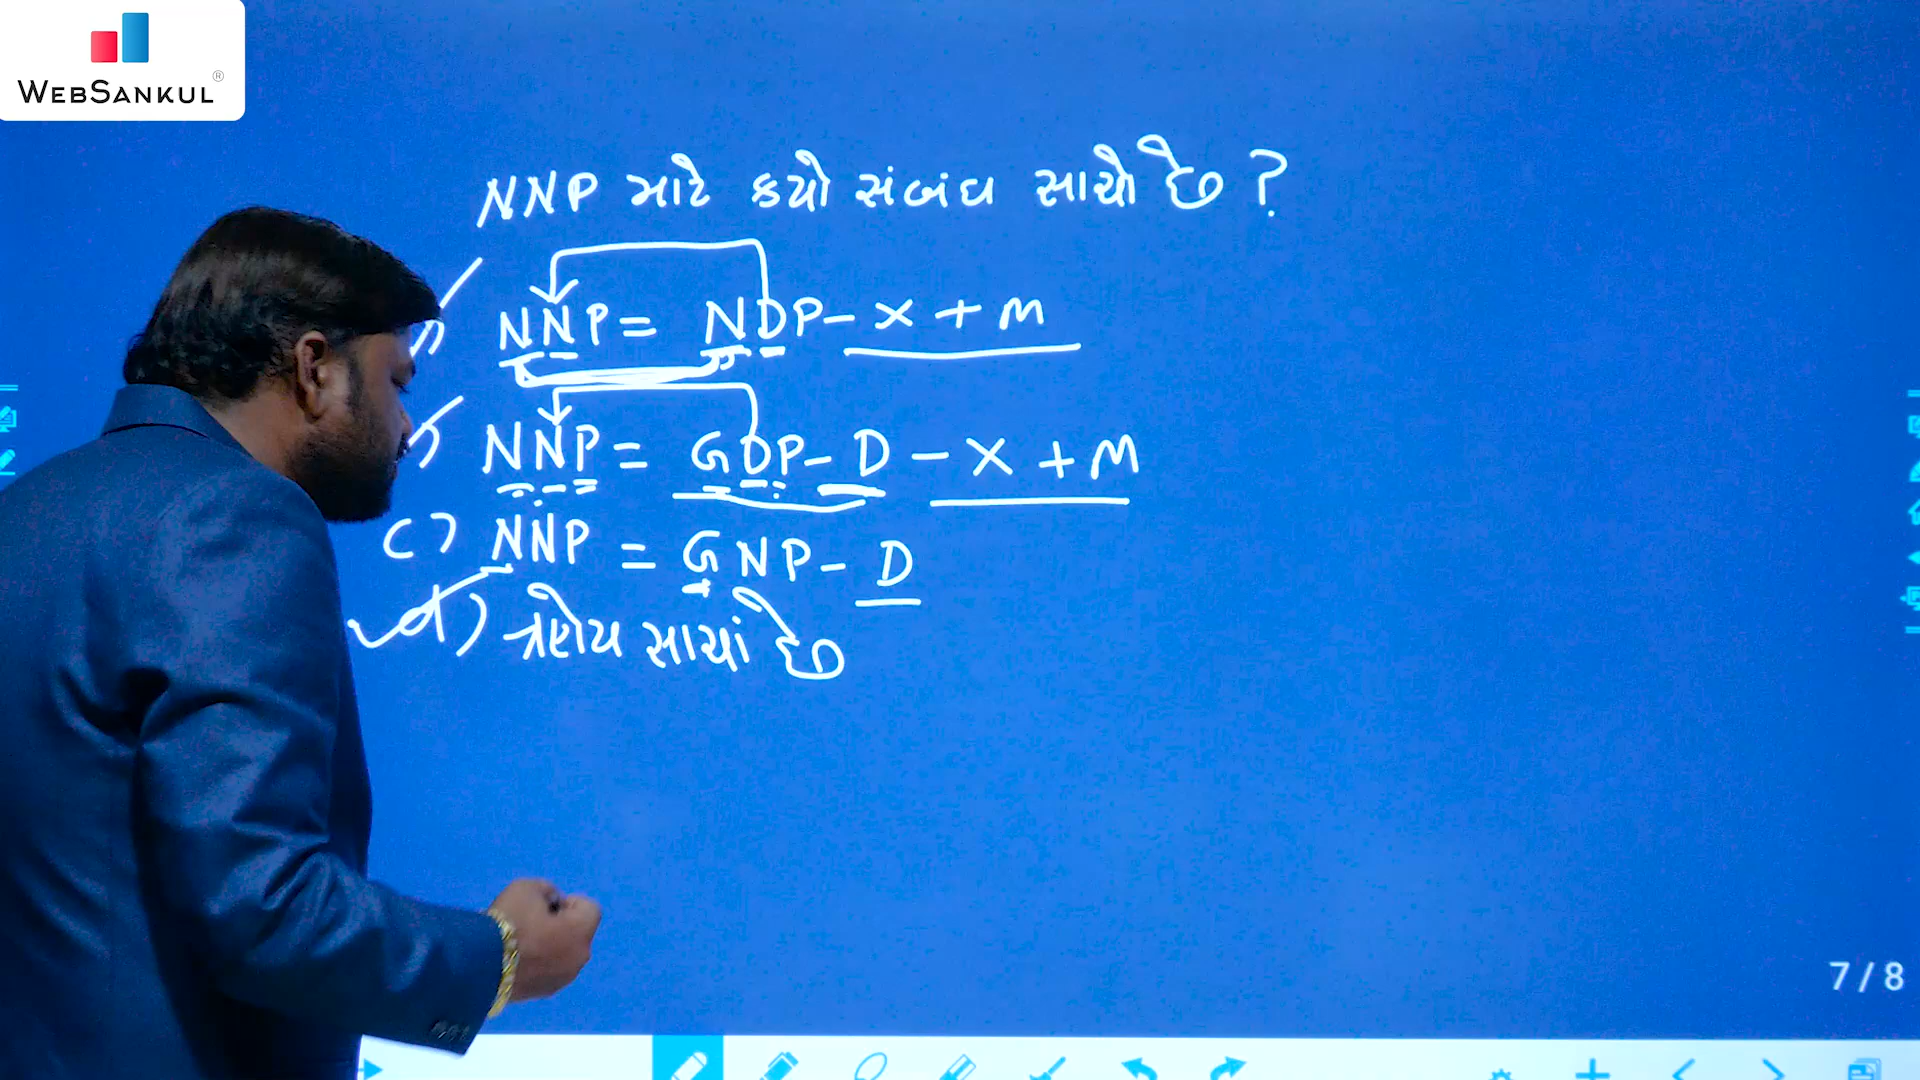 WEBSANKUL®
NNP માટે કયો સંબંધ સાચો છે ?
NNP = NDP - X + M
NNP = GDP - D - X + M
C) NNP = GNP - D
ત્રણેય સાચાં છે
7 / 8